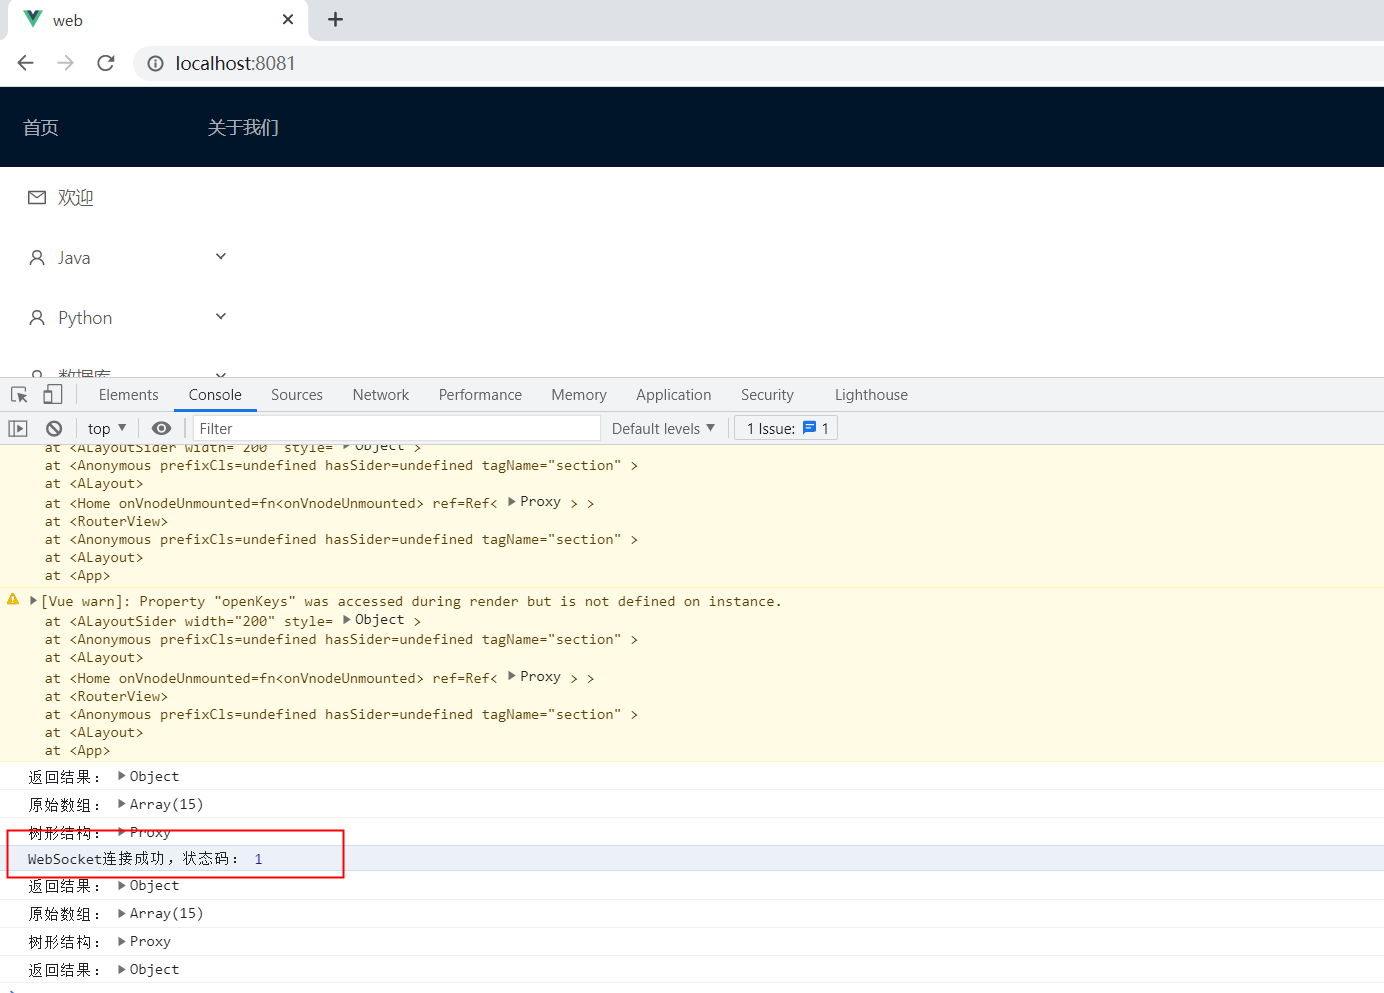 web
localhost:8081
首页 关于我们
欢迎
Java
Python
数据库
Elements Console Sources Network Performance Memory Application Security Lighthouse
top Filter Default levels 1 Issue: 1
at <ALayoutSider width="200" style= Object >
at <Anonymous prefixCls=undefined hasSider=undefined tagName="section" >
at <ALayout>
at <Home onVnodeUnmounted=fn<onVnodeUnmounted> ref=Ref< Proxy > >
at <RouterView>
at <Anonymous prefixCls=undefined hasSider=undefined tagName="section" >
at <ALayout>
at <App>
[Vue warn]: Property "openKeys" was accessed during render but is not defined on instance.
at <ALayoutSider width="200" style= Object >
at <Anonymous prefixCls=undefined hasSider=undefined tagName="section" >
at <ALayout>
at <Home onVnodeUnmounted=fn<onVnodeUnmounted> ref=Ref< Proxy > >
at <RouterView>
at <Anonymous prefixCls=undefined hasSider=undefined tagName="section" >
at <ALayout>
at <App>
返回结果： Object
原始数组： Array(15)
树形结构： Proxy
WebSocket连接成功，状态码： 1
返回结果： Object
原始数组： Array(15)
树形结构： Proxy
返回结果： Object